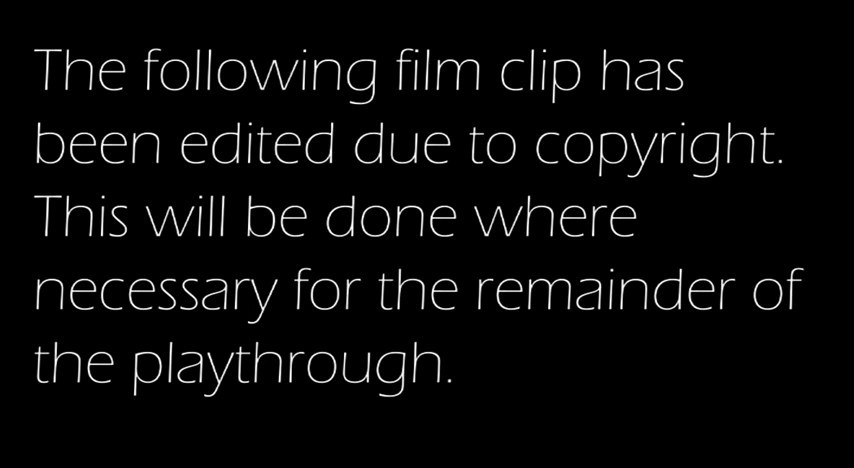 The following film clip has
been edited due to copyright.
This will be done where
necessary for the remainder of
the playthrough.